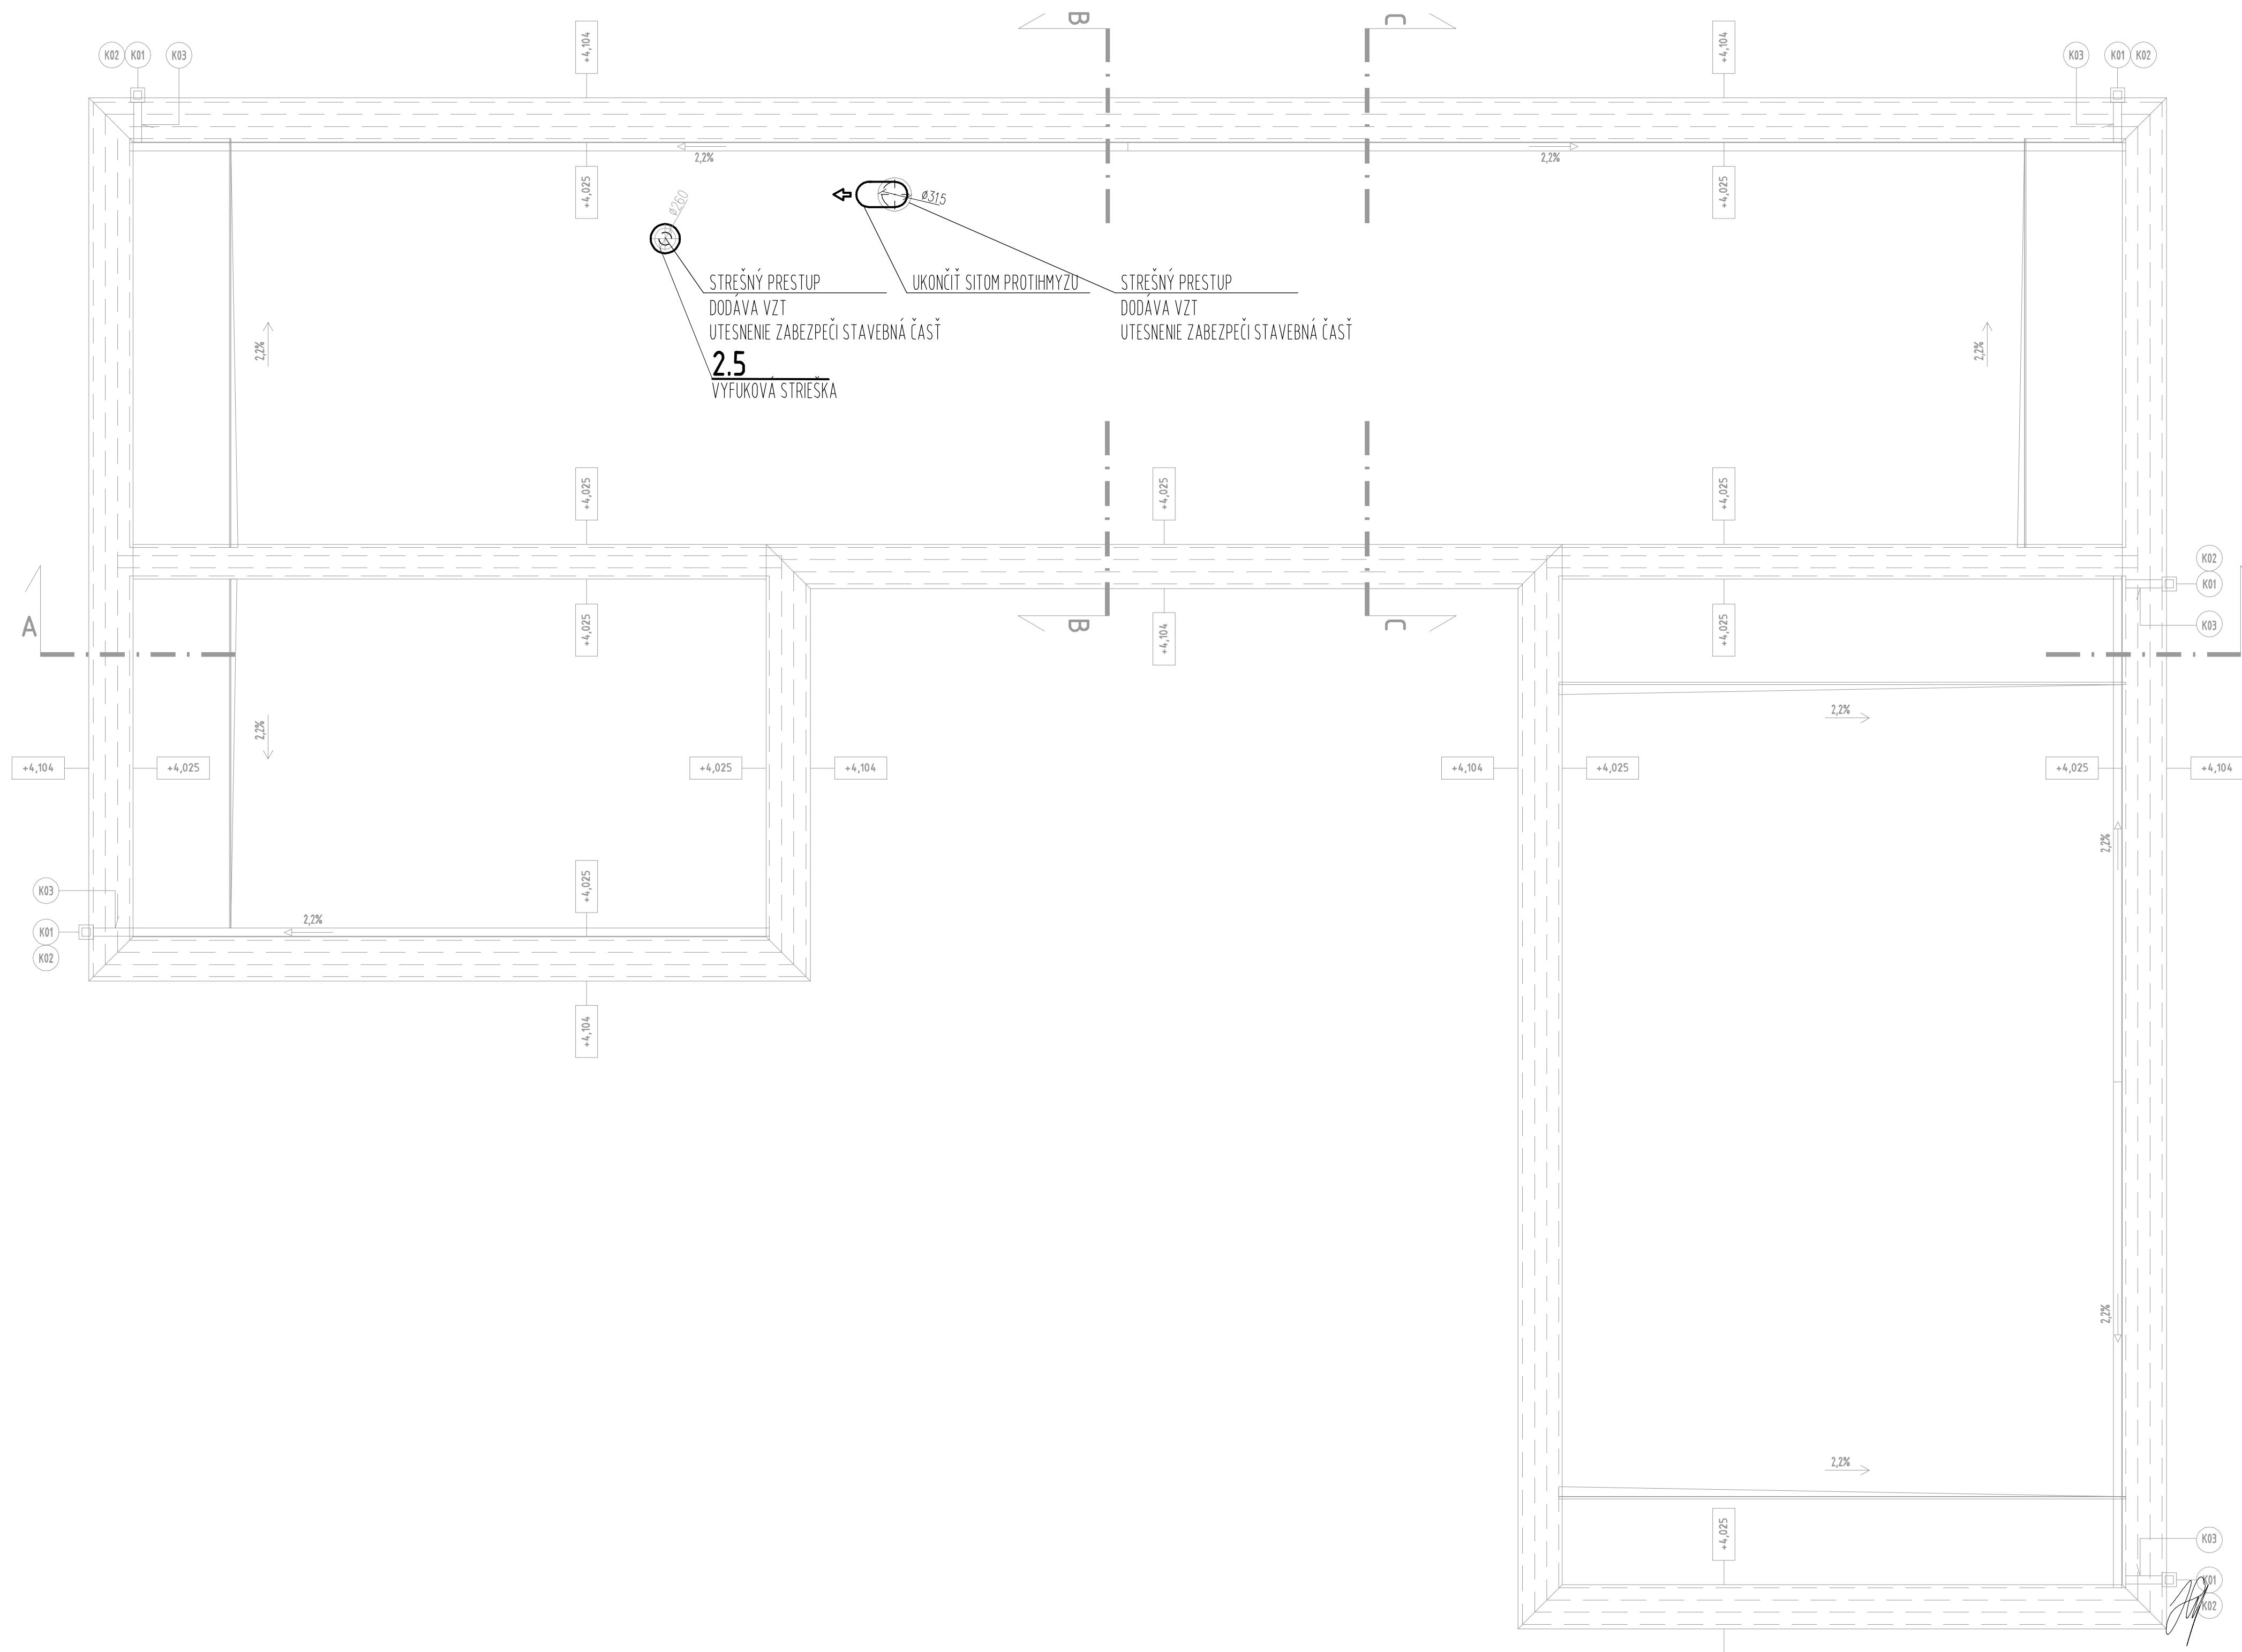 B
C
+4,104
+4,104
K02
K01
K03
K03
K01
K02
2,2%
2,2%
+4,025
+4,025
ø260
ø315
STREŠNÝ PRESTUP
DODÁVA VZT
UTESNENIE ZABEZPEČÍ STAVEBNÁ ČASŤ
UKONČIŤ SITOM PROTIHMYZU
STREŠNÝ PRESTUP
DODÁVA VZT
UTESNENIE ZABEZPEČÍ STAVEBNÁ ČASŤ
2.5
VÝFUKOVÁ STRIEŠKA
2,2%
2,2%
+4,025
+4,025
+4,025
K02
K01
K03
A
+4,025
B
+4,104
C
+4,025
2,2%
2,2%
+4,104
+4,025
+4,025
+4,104
+4,104
+4,025
+4,025
+4,104
2,2%
K03
K01
K02
+4,025
2,2%
+4,104
2,2%
2,2%
+4,025
K03
K01
K02